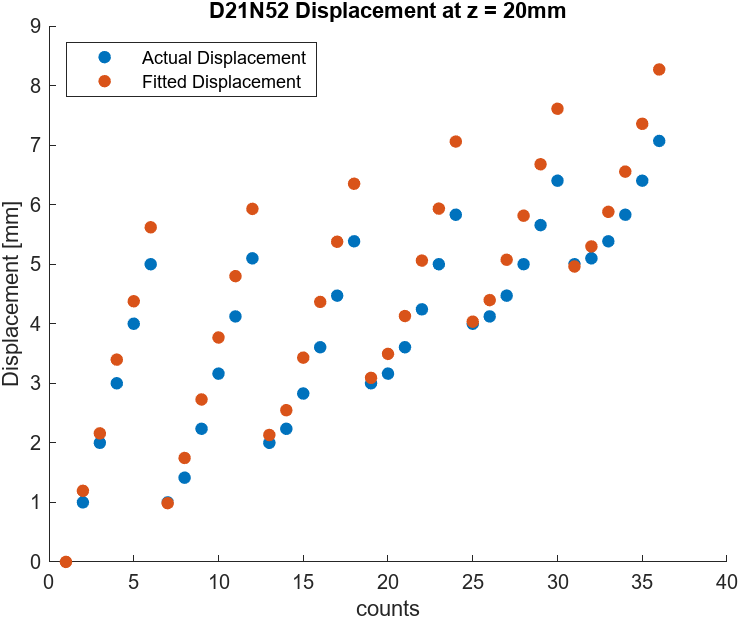 D21N52 Displacement at z = 20mm
Actual Displacement
Fitted Displacement
Displacement [mm]
9
8
7
6
5
4
3
2
1
0
0 5 10 15 20 25 30 35 40
counts